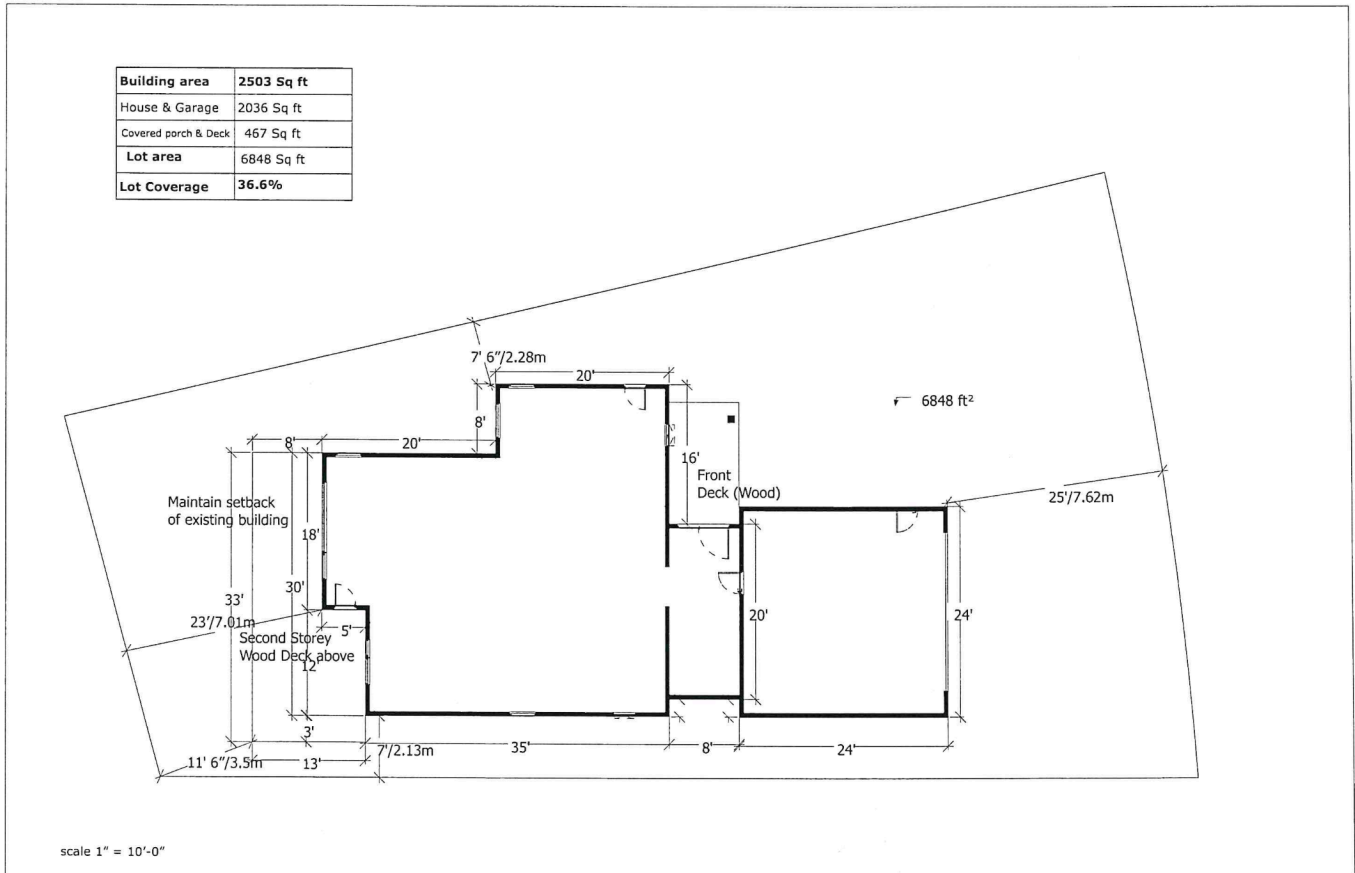 Building area 2503 Sq ft
House & Garage 2036 Sq ft
Covered porch & Deck 467 Sq ft
Lot area 6848 Sq ft
Lot Coverage 36.6%
7' 6"/2.28m
20'
8'
6848 ft²
8'
20'
16'
Front
Deck (Wood)
25'/7.62m
Maintain setback
of existing building
18'
30'
33'
20'
24'
23'/7.01m
5'
Second Storey
Wood Deck above
12'
3'
7'/2.13m
35'
8'
24'
11' 6"/3.5m
13'
scale 1" = 10'-0"